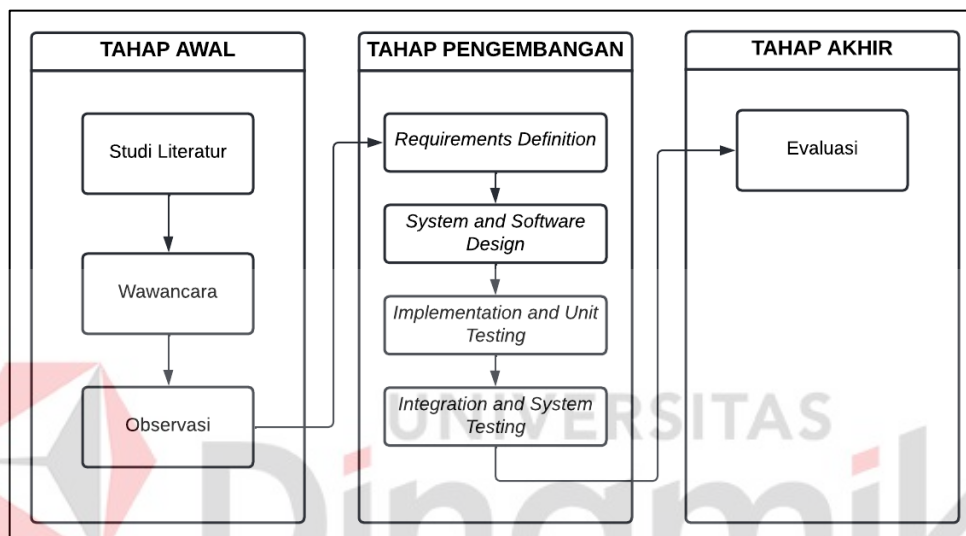 TAHAP AWAL
Studi Literatur
Wawancara
Observasi
TAHAP PENGEMBANGAN
Requirements Definition
System and Software
Design
Implementation and Unit
Testing
Integration and System
Testing
TAHAP AKHIR
Evaluasi
UNIVERSITAS
Dinamik